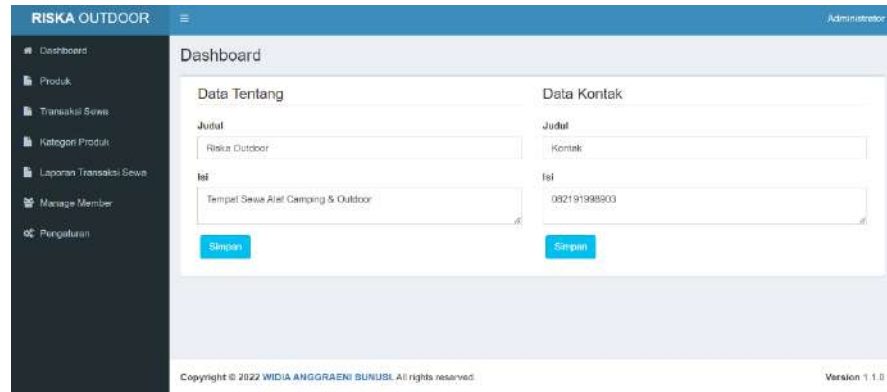 RISKA OUTDOOR
Administrator
Dashboard
Produk
Transaksi Sewa
Kategori Produk
Laporan Transaksi Sewa
Manage Member
Pengaturan
Dashboard
Data Tentang
Judul
Riska Outdoor
Isi
Tempat Sewa Alat Camping & Outdoor
Simpan
Data Kontak
Judul
Kontak
Isi
082191998903
Simpan
Copyright © 2022 WIDIA ANGGRAENI BUNUSI. All rights reserved.
Version 1.1.0